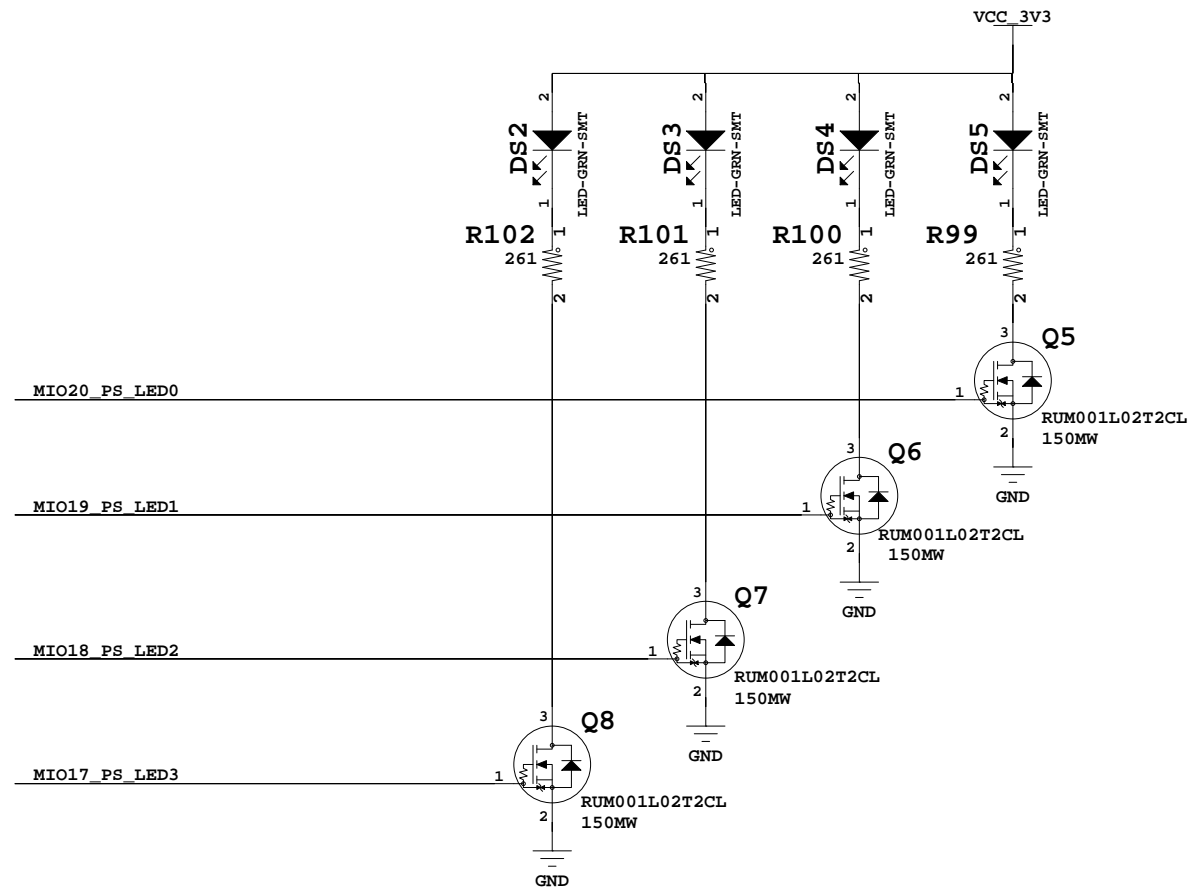 VCC_3V3
2
2
2
2
DS2
LED-GRN-SMT
DS3
LED-GRN-SMT
DS4
LED-GRN-SMT
DS5
LED-GRN-SMT
1
1
1
1
R102
1
261
2
R101
1
261
2
R100
1
261
2
R99
1
261
2
3
Q5
MIO20_PS_LED0
1
RUM001L02T2CL
150MW
2
GND
3
Q6
MIO19_PS_LED1
1
RUM001L02T2CL
150MW
2
GND
3
Q7
MIO18_PS_LED2
1
RUM001L02T2CL
150MW
2
GND
3
Q8
MIO17_PS_LED3
1
RUM001L02T2CL
150MW
2
GND